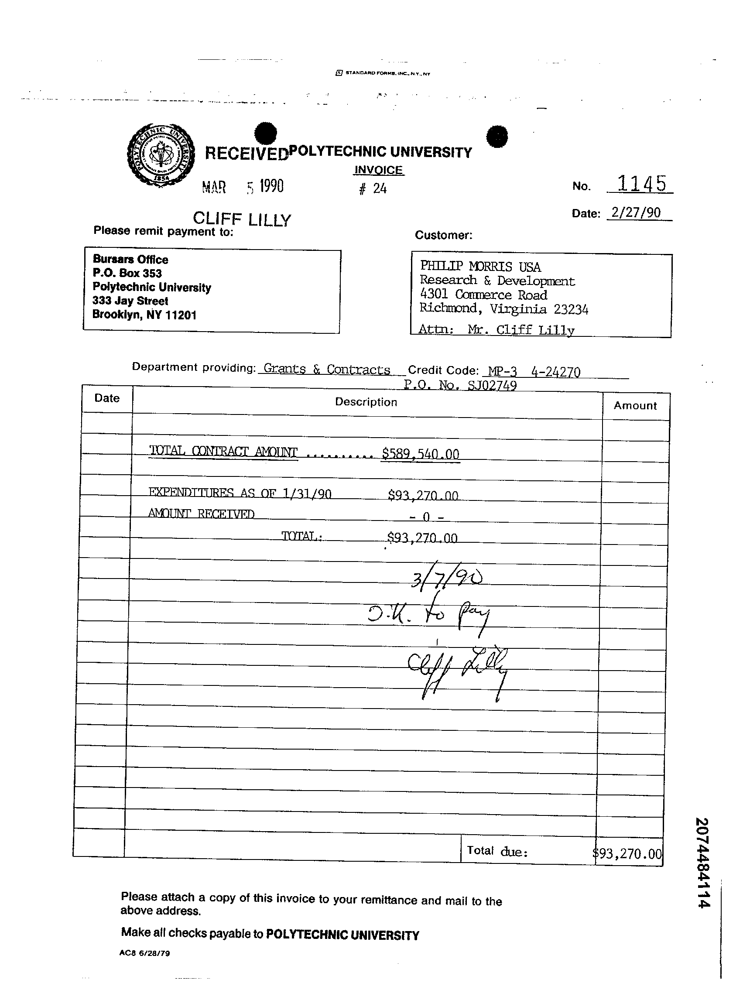 STANDARD FORMS, INC., N.Y., NY
POLYTECHNIC UNIVERSITY
1854
RECEIVED POLYTECHNIC UNIVERSITY
INVOICE
MAR 5 1990 # 24 No. 1145
CLIFF LILLY Date: 2/27/90
Please remit payment to: Customer:
Bursars Office
P.O. Box 353
Polytechnic University
333 Jay Street
Brooklyn, NY 11201
PHILIP MORRIS USA
Research & Development
4301 Commerce Road
Richmond, Virginia 23234
Attn: Mr. Cliff Lilly
Department providing: Grants & Contracts Credit Code: MP-3 4-24270
P.O. No. SJ02749
Date Description Amount
TOTAL CONTRACT AMOUNT .......... $589,540.00
EXPENDITURES AS OF 1/31/90 $93,270.00
AMOUNT RECEIVED - 0 -
TOTAL: $93,270.00
3/7/90
O.K. to pay
Cliff Lilly
Total due: $93,270.00
2074484114
Please attach a copy of this invoice to your remittance and mail to the
above address.
Make all checks payable to POLYTECHNIC UNIVERSITY
AC8 6/28/79